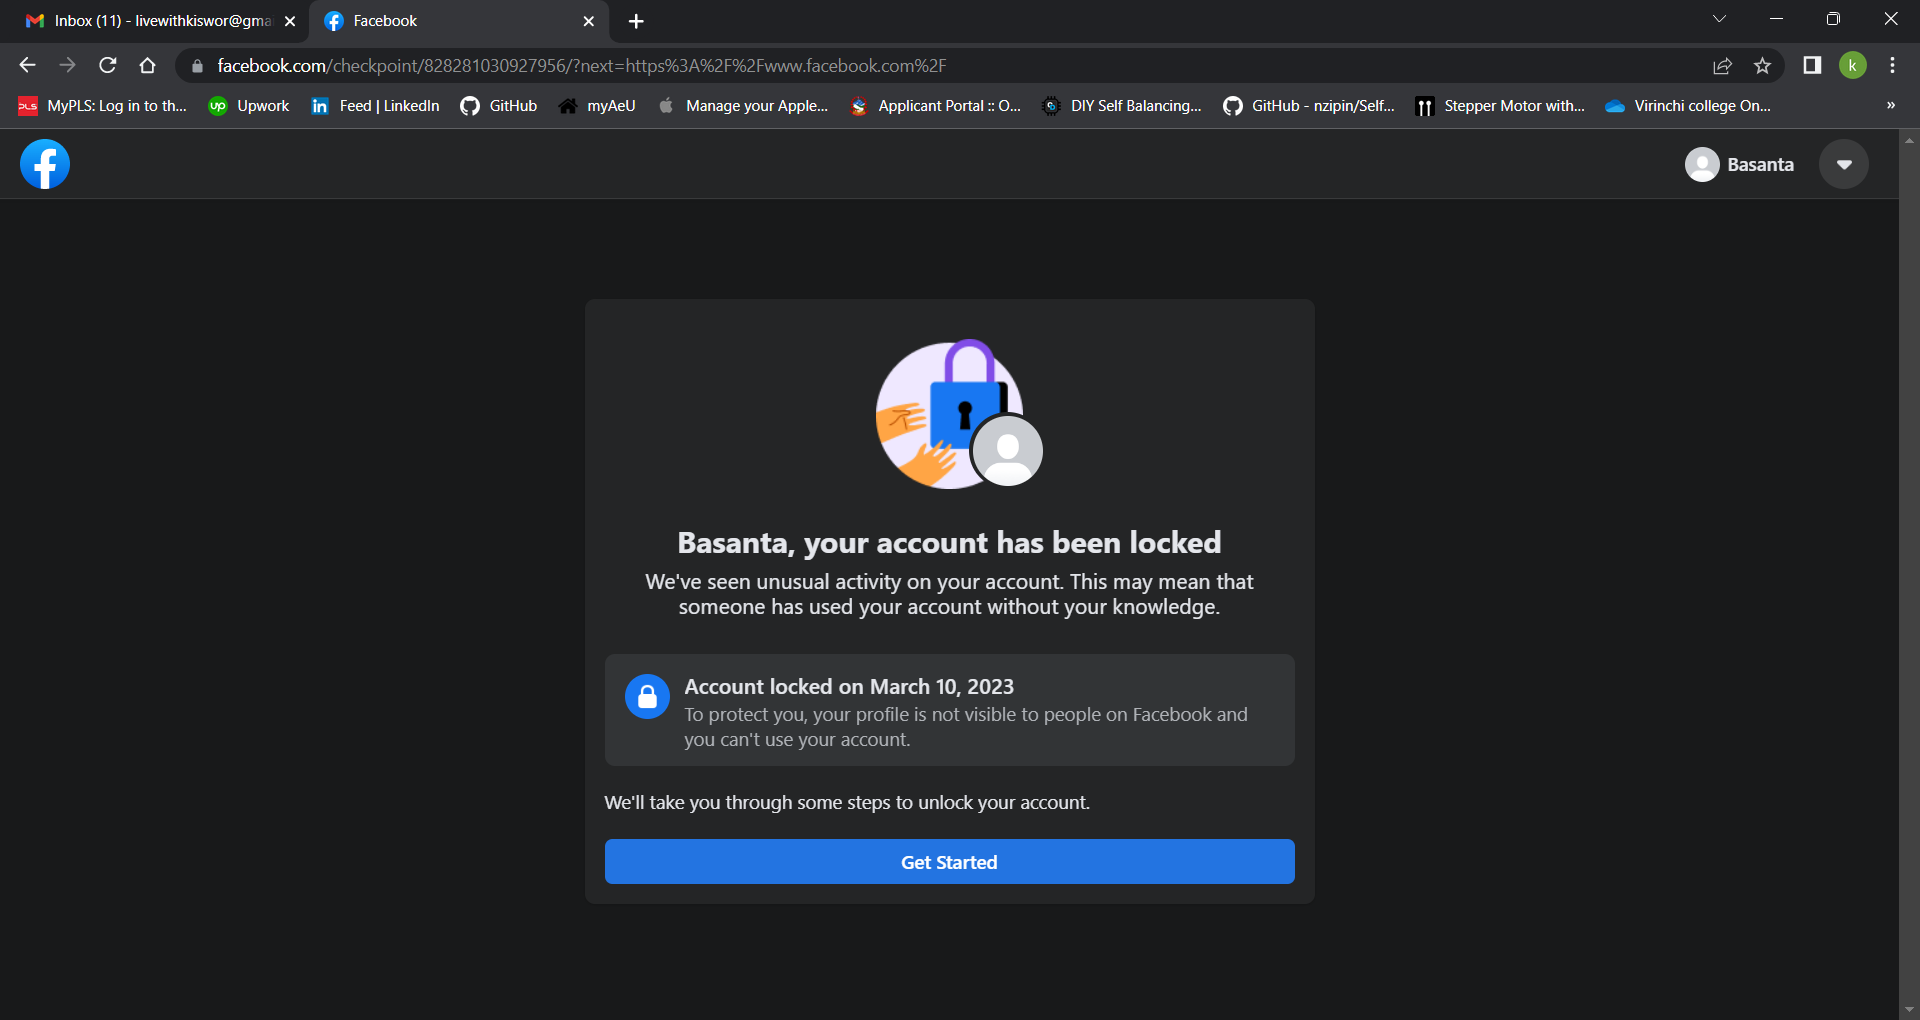 Inbox (11) - livewithkiswor@gma
Facebook
facebook.com/checkpoint/828281030927956/?next=https%3A%2F%2Fwww.facebook.com%2F
k
MyPLS: Log in to th...
Upwork
Feed | LinkedIn
GitHub
myAeU
Manage your Apple...
Applicant Portal :: O...
DIY Self Balancing...
GitHub - nzipin/Self...
Stepper Motor with...
Virinchi college On...
»
Basanta
Basanta, your account has been locked
We've seen unusual activity on your account. This may mean that
someone has used your account without your knowledge.
Account locked on March 10, 2023
To protect you, your profile is not visible to people on Facebook and
you can't use your account.
We'll take you through some steps to unlock your account.
Get Started